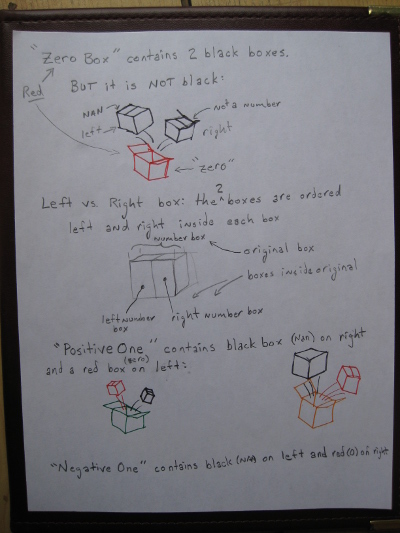 "Zero Box" contains 2 black boxes.
Red
BUT it is NOT black:
NAN
left
Not a number
right
"zero"
Left vs. Right box: the 2 boxes are ordered
left and right inside each box
number box
original box
boxes inside original
left number
box
right number box
"Positive One" contains black box (NaN) on right
and a red box (zero) on left:
"Negative One" contains black (NAN) on left and red (0) on right